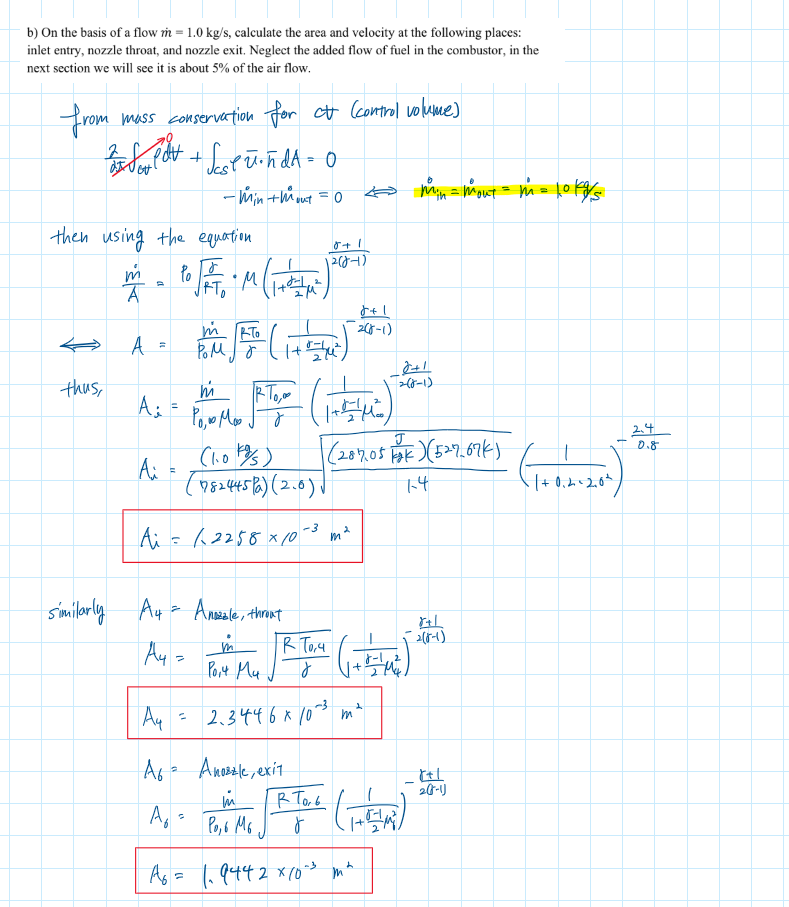 b) On the basis of a flow ṁ = 1.0 kg/s, calculate the area and velocity at the following places:
inlet entry, nozzle throat, and nozzle exit. Neglect the added flow of fuel in the combustor, in the
next section we will see it is about 5% of the air flow.
from mass conservation for c∀ (control volume)
∂/∂t ∫c∀ ρ d∀ + ∫cs ρ ū·n̄ dA = 0
0
-ṁin + ṁout = 0 ⟺ ṁin = ṁout = ṁ = 1.0 kg/s
then using the equation
ṁ/A = P₀ √(γ/(RT₀)) · M (1/(1+(γ-1)/2 M²))^((γ+1)/(2(γ-1)))
⟺ A = ṁ/(P₀M) √(RT₀/γ) (1/(1+(γ-1)/2 M²))^(-(γ+1)/(2(γ-1)))
thus, Ai = ṁ/(P₀,∞ M∞) √(RT₀,∞/γ) (1/(1+(γ-1)/2 M∞²))^(-(γ+1)/(2(γ-1)))
Ai = (1.0 kg/s)/((782445 Pa)(2.0)) √((287.05 J/kgK)(527.67K)/1.4) (1/(1+0.2·2.0²))^(-2.4/0.8)
Ai = 1.2258 × 10⁻³ m²
similarly A₄ = Anozzle, throat
A₄ = ṁ/(P₀,₄ M₄) √(RT₀,₄/γ) (1/(1+(γ-1)/2 M₄²))^(-(γ+1)/(2(γ-1)))
A₄ = 2.3446 × 10⁻³ m²
A₆ = Anozzle, exit
A₆ = ṁ/(P₀,₆ M₆) √(RT₀,₆/γ) (1/(1+(γ-1)/2 M₆²))^(-(γ+1)/(2(γ-1)))
A₆ = 1.9442 × 10⁻³ m²